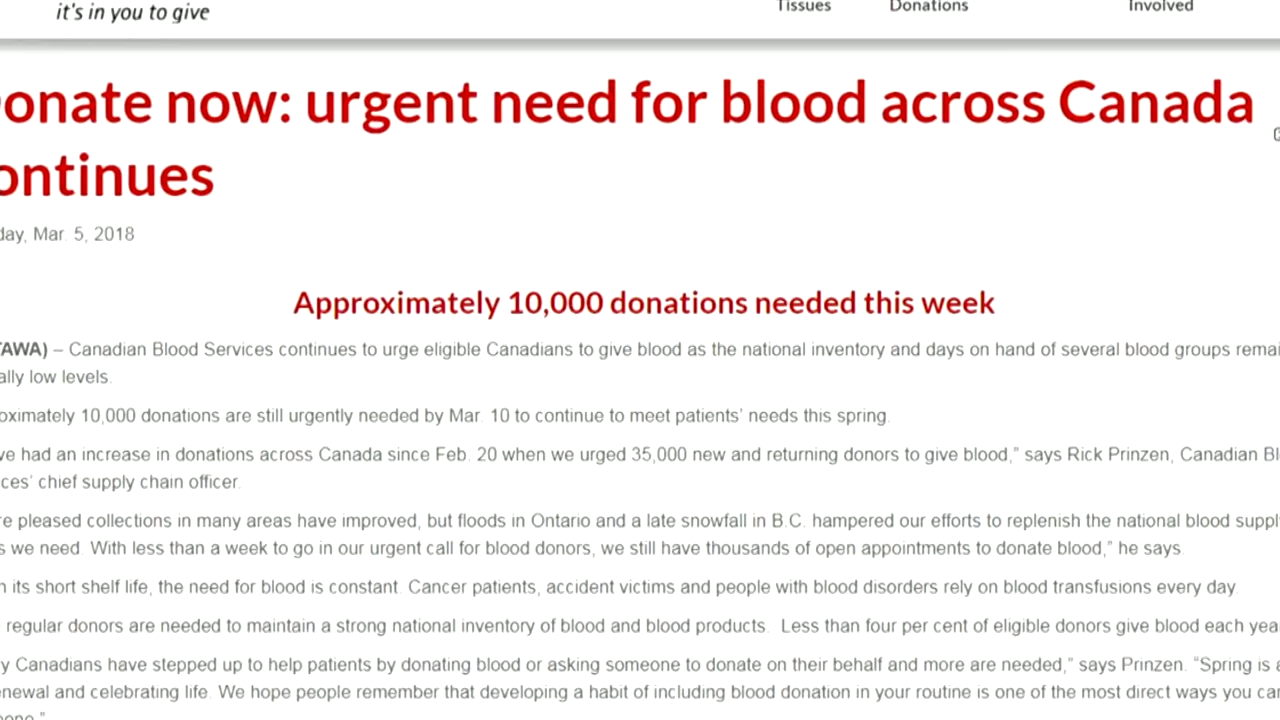 it's in you to give
Tissues Donations Involved
onate now: urgent need for blood across Canada
ontinues
day, Mar. 5, 2018
Approximately 10,000 donations needed this week
TAWA) – Canadian Blood Services continues to urge eligible Canadians to give blood as the national inventory and days on hand of several blood groups remai
ally low levels.
oximately 10,000 donations are still urgently needed by Mar. 10 to continue to meet patients' needs this spring.
ve had an increase in donations across Canada since Feb. 20 when we urged 35,000 new and returning donors to give blood,” says Rick Prinzen, Canadian Bl
ces' chief supply chain officer.
re pleased collections in many areas have improved, but floods in Ontario and a late snowfall in B.C. hampered our efforts to replenish the national blood suppl
s we need. With less than a week to go in our urgent call for blood donors, we still have thousands of open appointments to donate blood,” he says.
n its short shelf life, the need for blood is constant. Cancer patients, accident victims and people with blood disorders rely on blood transfusions every day.
regular donors are needed to maintain a strong national inventory of blood and blood products. Less than four per cent of eligible donors give blood each yea
y Canadians have stepped up to help patients by donating blood or asking someone to donate on their behalf and more are needed,” says Prinzen. “Spring is a
enewal and celebrating life. We hope people remember that developing a habit of including blood donation in your routine is one of the most direct ways you can